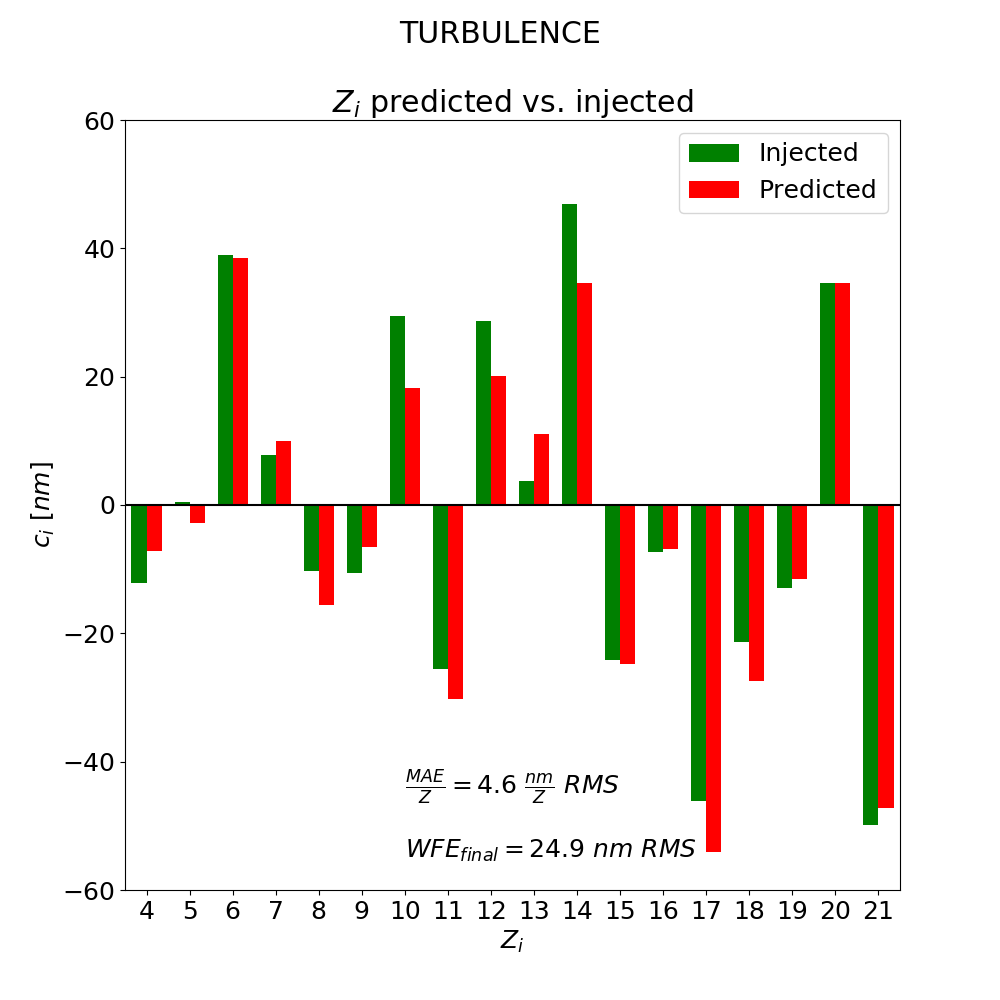 TURBULENCE
Z_i predicted vs. injected
Injected
Predicted
60
40
20
0
−20
−40
−60
c_i [nm]
MAE/Z = 4.6 nm/Z RMS
WFE_final = 24.9 nm RMS
4 5 6 7 8 9 10 11 12 13 14 15 16 17 18 19 20 21
Z_i